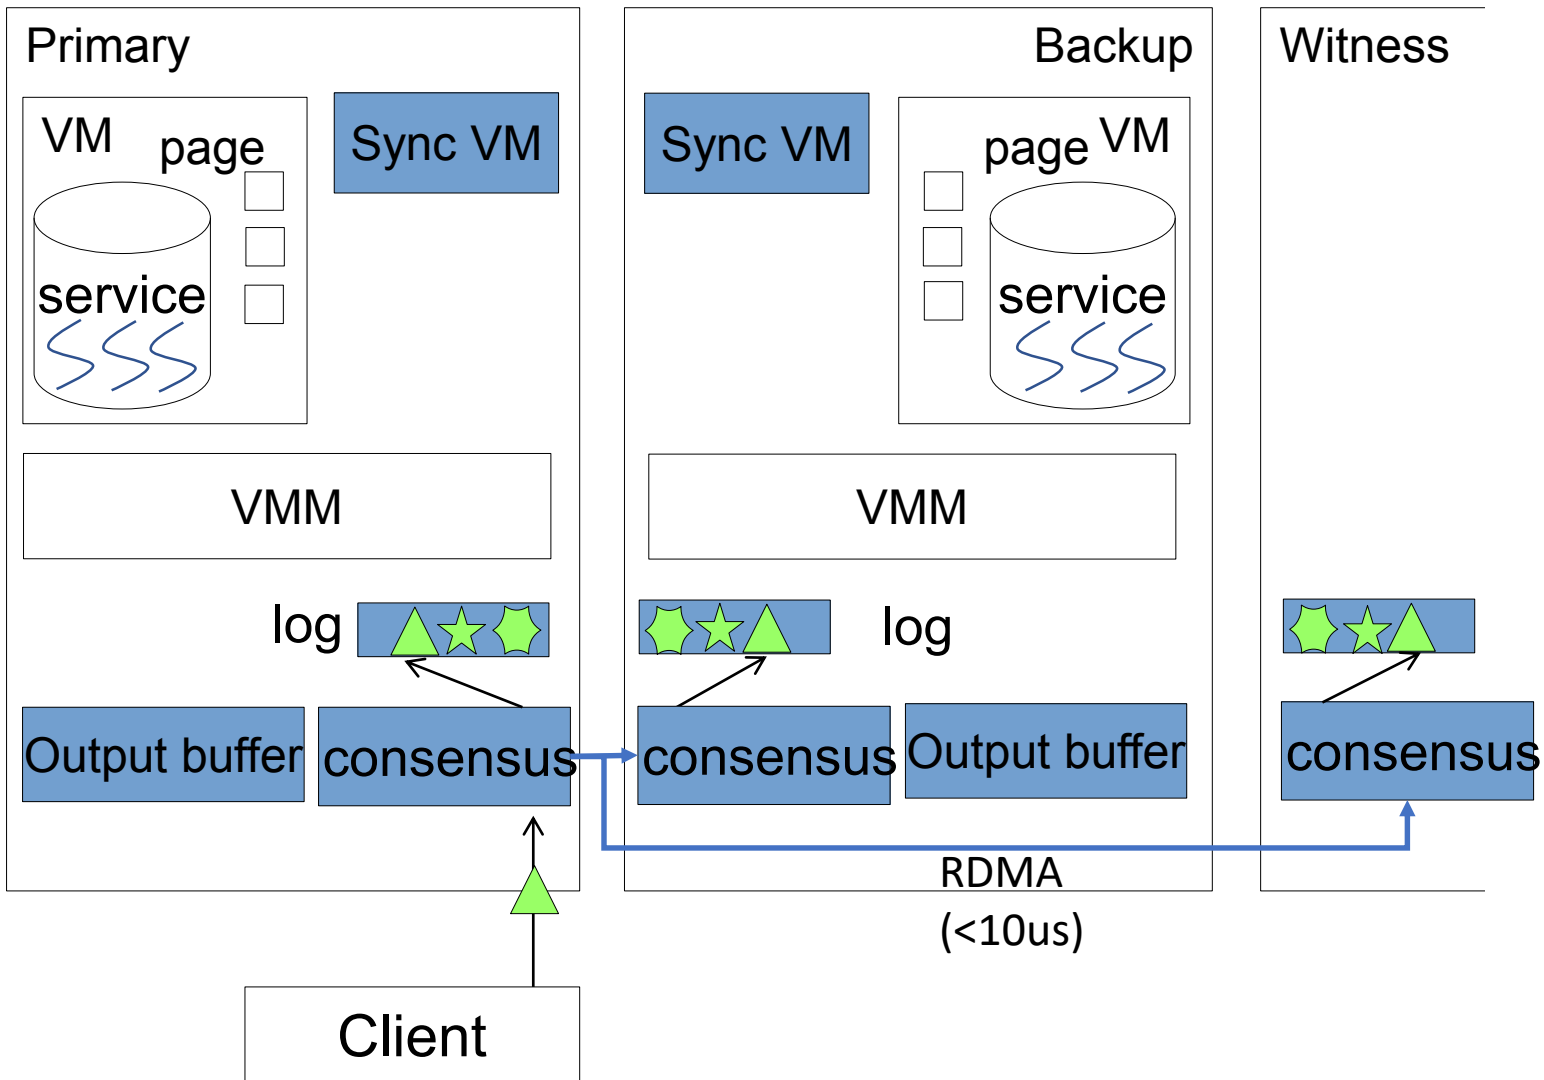 Primary
Backup
Witness
VM
page
Sync VM
Sync VM
page
VM
service
service
VMM
VMM
log
log
Output buffer
consensus
consensus
Output buffer
consensus
RDMA
(<10us)
Client